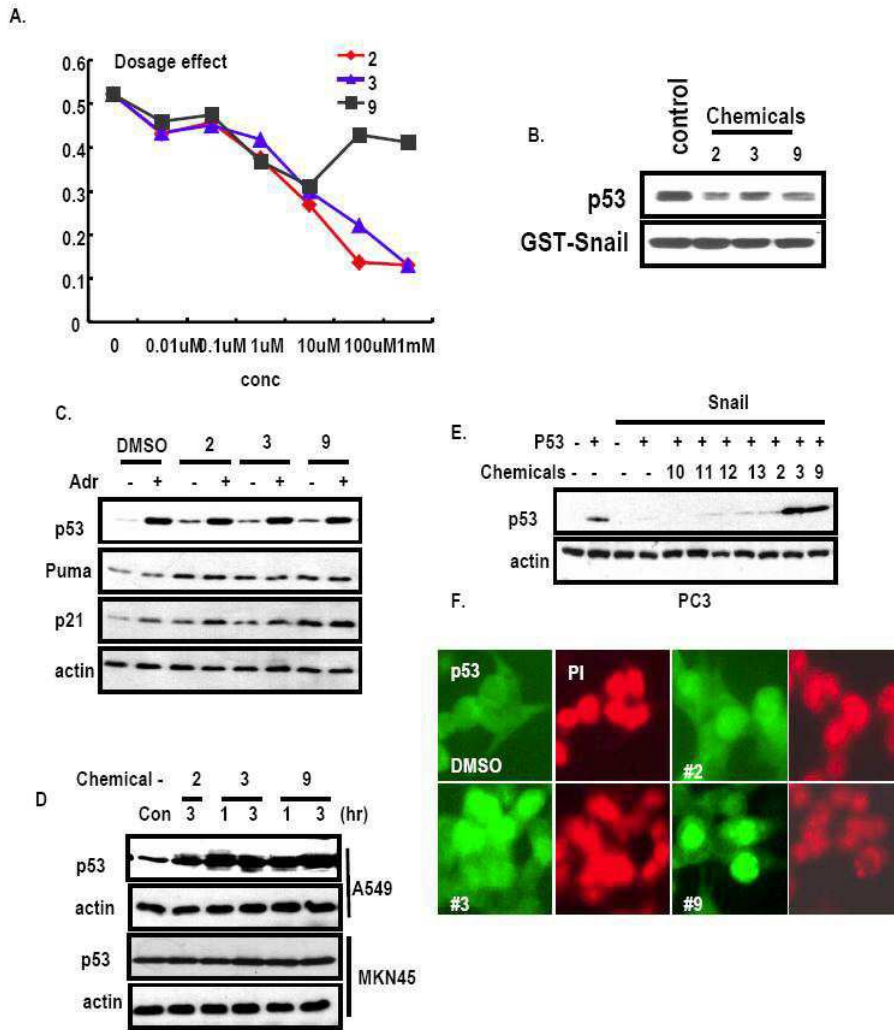 A.
Dosage effect
2
3
9
0.6
0.5
0.4
0.3
0.2
0.1
0
0 0.01uM 0.1uM 1uM 10uM 100uM 1mM
conc
B.
control
Chemicals
2 3 9
p53
GST-Snail
C.
DMSO 2 3 9
Adr - + - + - + - +
p53
Puma
p21
actin
D
Chemical - 2 3 9
Con 3 1 3 1 3 (hr)
p53
actin
A549
p53
actin
MKN45
E.
Snail
P53 - + - + + + + + + + +
Chemicals - - - - 10 11 12 13 2 3 9
p53
actin
F. PC3
p53 PI
DMSO #2
#3 #9